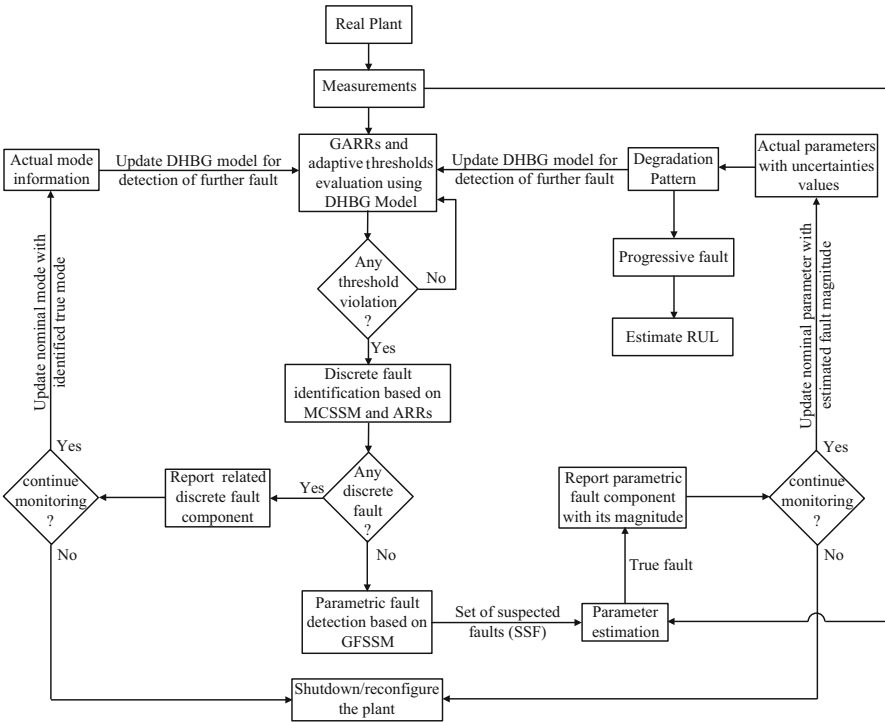 Real Plant
Measurements
GARRs and
adaptive thresholds
evaluation using
DHBG Model
Actual mode
information
Update DHBG model for
detection of further fault
Update DHBG model for
detection of further fault
Degradation
Pattern
Actual parameters
with uncertainties
values
Progressive fault
Estimate RUL
Any
threshold
violation
?
No
Yes
Update nominal mode with
identified true mode
Update nominal parameter with
estimated fault magnitude
Discrete fault
identification based on
MCSSM and ARRs
Any
discrete
fault
?
Yes
No
Report related
discrete fault
component
continue
monitoring
?
Yes
No
Report parametric
fault component
with its magnitude
continue
monitoring
?
Yes
No
True fault
Parametric fault
detection based on
GFSSM
Set of suspected
faults (SSF)
Parameter
estimation
Shutdown/reconfigure
the plant